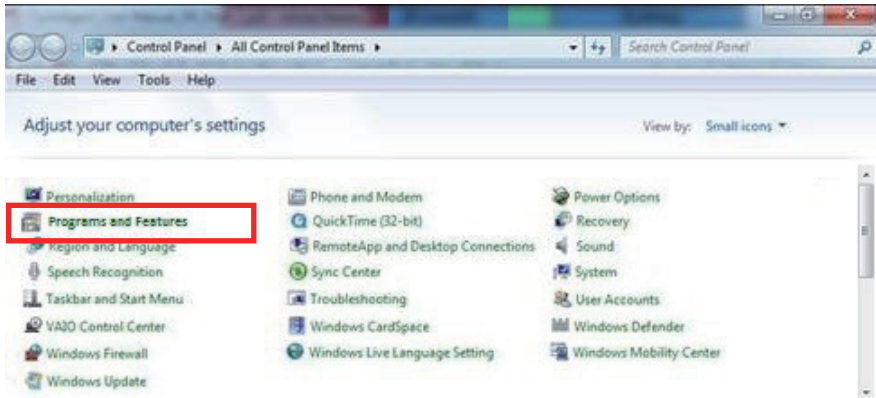 Control Panel ▸ All Control Panel Items ▸ Search Control Panel
File Edit View Tools Help
Adjust your computer's settings View by: Small icons
Personalization Phone and Modem Power Options
Programs and Features QuickTime (32-bit) Recovery
Region and Language RemoteApp and Desktop Connections Sound
Speech Recognition Sync Center System
Taskbar and Start Menu Troubleshooting User Accounts
VAIO Control Center Windows CardSpace Windows Defender
Windows Firewall Windows Live Language Setting Windows Mobility Center
Windows Update